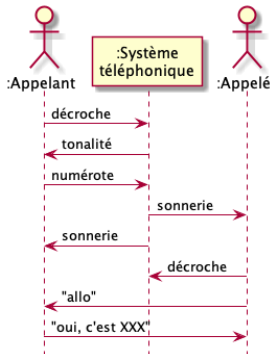 :Appelant
:Système
téléphonique
:Appelé
décroche
tonalité
numérote
sonnerie
sonnerie
décroche
"allo"
"oui, c'est XXX"